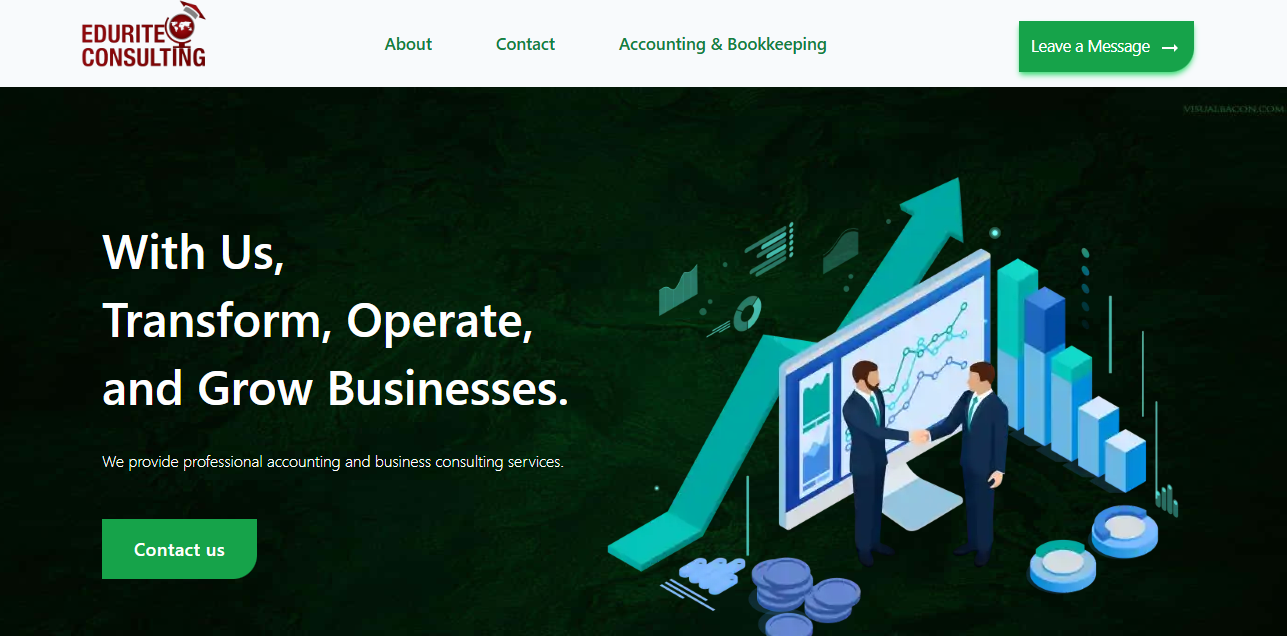 EDURITE
CONSULTING
About
Contact
Accounting & Bookkeeping
Leave a Message →
VISUALBACON.COM
With Us,
Transform, Operate,
and Grow Businesses.
We provide professional accounting and business consulting services.
Contact us